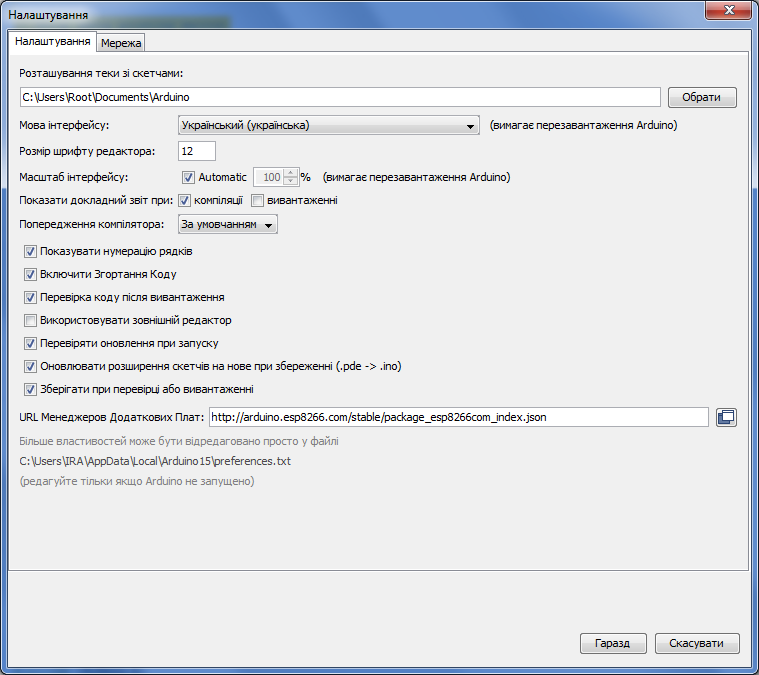 Налаштування
Налаштування Мережа
Розташування теки зі скетчами:
C:\Users\Root\Documents\Arduino Обрати
Мова інтерфейсу: Український (українська) (вимагає перезавантаження Arduino)
Розмір шрифту редактора: 12
Масштаб інтерфейсу: Automatic 100 % (вимагає перезавантаження Arduino)
Показати докладний звіт при: компіляції вивантаженні
Попередження компілятора: За умовчанням
Показувати нумерацію рядків
Включити Згортання Коду
Перевірка коду після вивантаження
Використовувати зовнішній редактор
Перевіряти оновлення при запуску
Оновлювати розширення скетчів на нове при збереженні (.pde -> .ino)
Зберігати при перевірці або вивантаженні
URL Менеджеров Додаткових Плат: http://arduino.esp8266.com/stable/package_esp8266com_index.json
Більше властивостей може бути відредаговано просто у файлі
C:\Users\IRA\AppData\Local\Arduino15\preferences.txt
(редагуйте тільки якщо Arduino не запущено)
Гаразд Скасувати